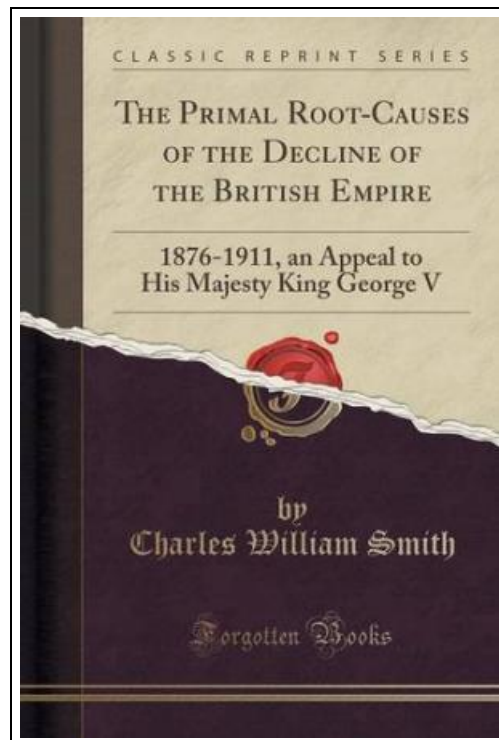 CLASSIC REPRINT SERIES
THE PRIMAL ROOT-CAUSES
OF THE DECLINE OF
THE BRITISH EMPIRE
1876-1911, an Appeal to
His Majesty King George V
by
Charles William Smith
Forgotten Books